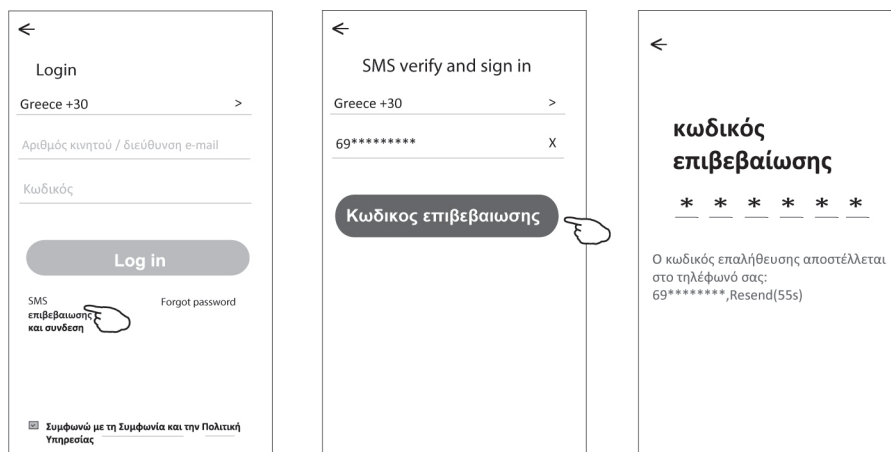 Login
Greece +30 >
Αριθμός κινητού / διεύθυνση e-mail
Κωδικός
Log in
SMS
επιβεβαιωσης
και συνδεση
Forgot password
Συμφωνώ με τη Συμφωνία και την Πολιτική
Υπηρεσίας
SMS verify and sign in
Greece +30 >
69********* X
Κωδικος επιβεβαιωσης
κωδικός
επιβεβαίωσης
* * * * * *
Ο κωδικός επαλήθευσης αποστέλλεται
στο τηλέφωνό σας:
69********,Resend(55s)